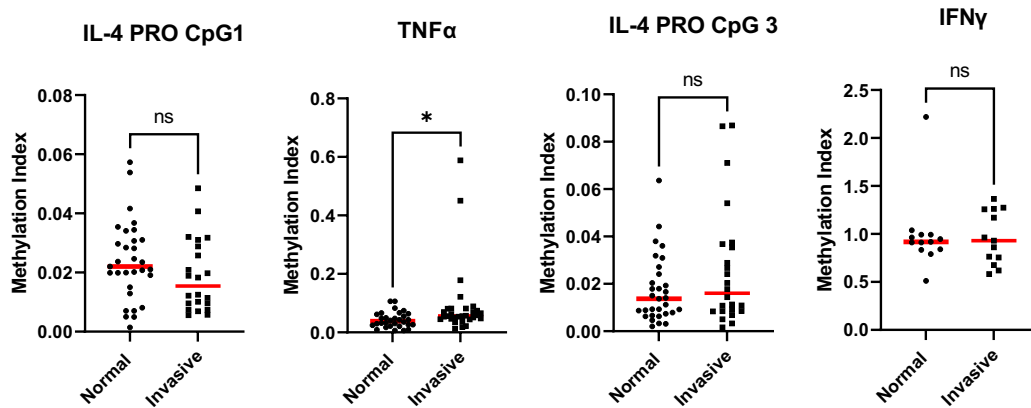 IL-4 PRO CpG1
ns
Methylation Index
0.08
0.06
0.04
0.02
0.00
Normal
Invasive
TNFα
*
Methylation Index
0.8
0.6
0.4
0.2
0.0
Normal
Invasive
IL-4 PRO CpG 3
ns
Methylation Index
0.10
0.08
0.06
0.04
0.02
0.00
Normal
Invasive
IFNγ
ns
Methylation Index
2.5
2.0
1.5
1.0
0.5
0.0
Normal
Invasive